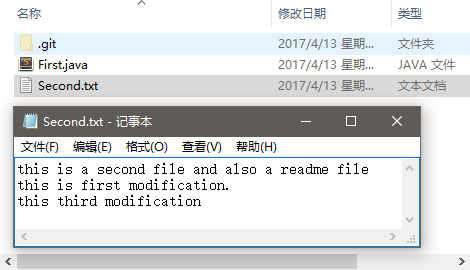 名称 修改日期 类型
.git 2017/4/13 星期... 文件夹
First.java 2017/4/13 星期... JAVA 文件
Second.txt 2017/4/13 星期... 文本文档
Second.txt - 记事本
文件(F) 编辑(E) 格式(O) 查看(V) 帮助(H)
this is a second file and also a readme file
this is first modification.
this third modification